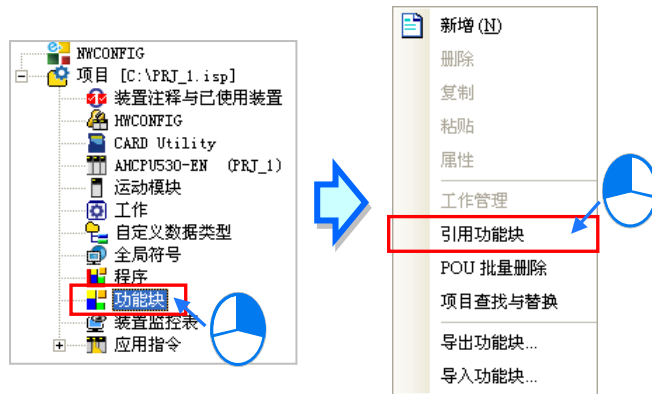 NWCONFIG
项目 [C:\PRJ_1.isp]
装置注释与已使用装置
HWCONFIG
CARD Utility
AHCPU530-EN (PRJ_1)
运动模块
工作
自定义数据类型
全局符号
程序
功能块
装置监控表
应用指令
新增(N)
删除
复制
粘贴
属性
工作管理
引用功能块
POU 批量删除
项目查找与替换
导出功能块...
导入功能块...